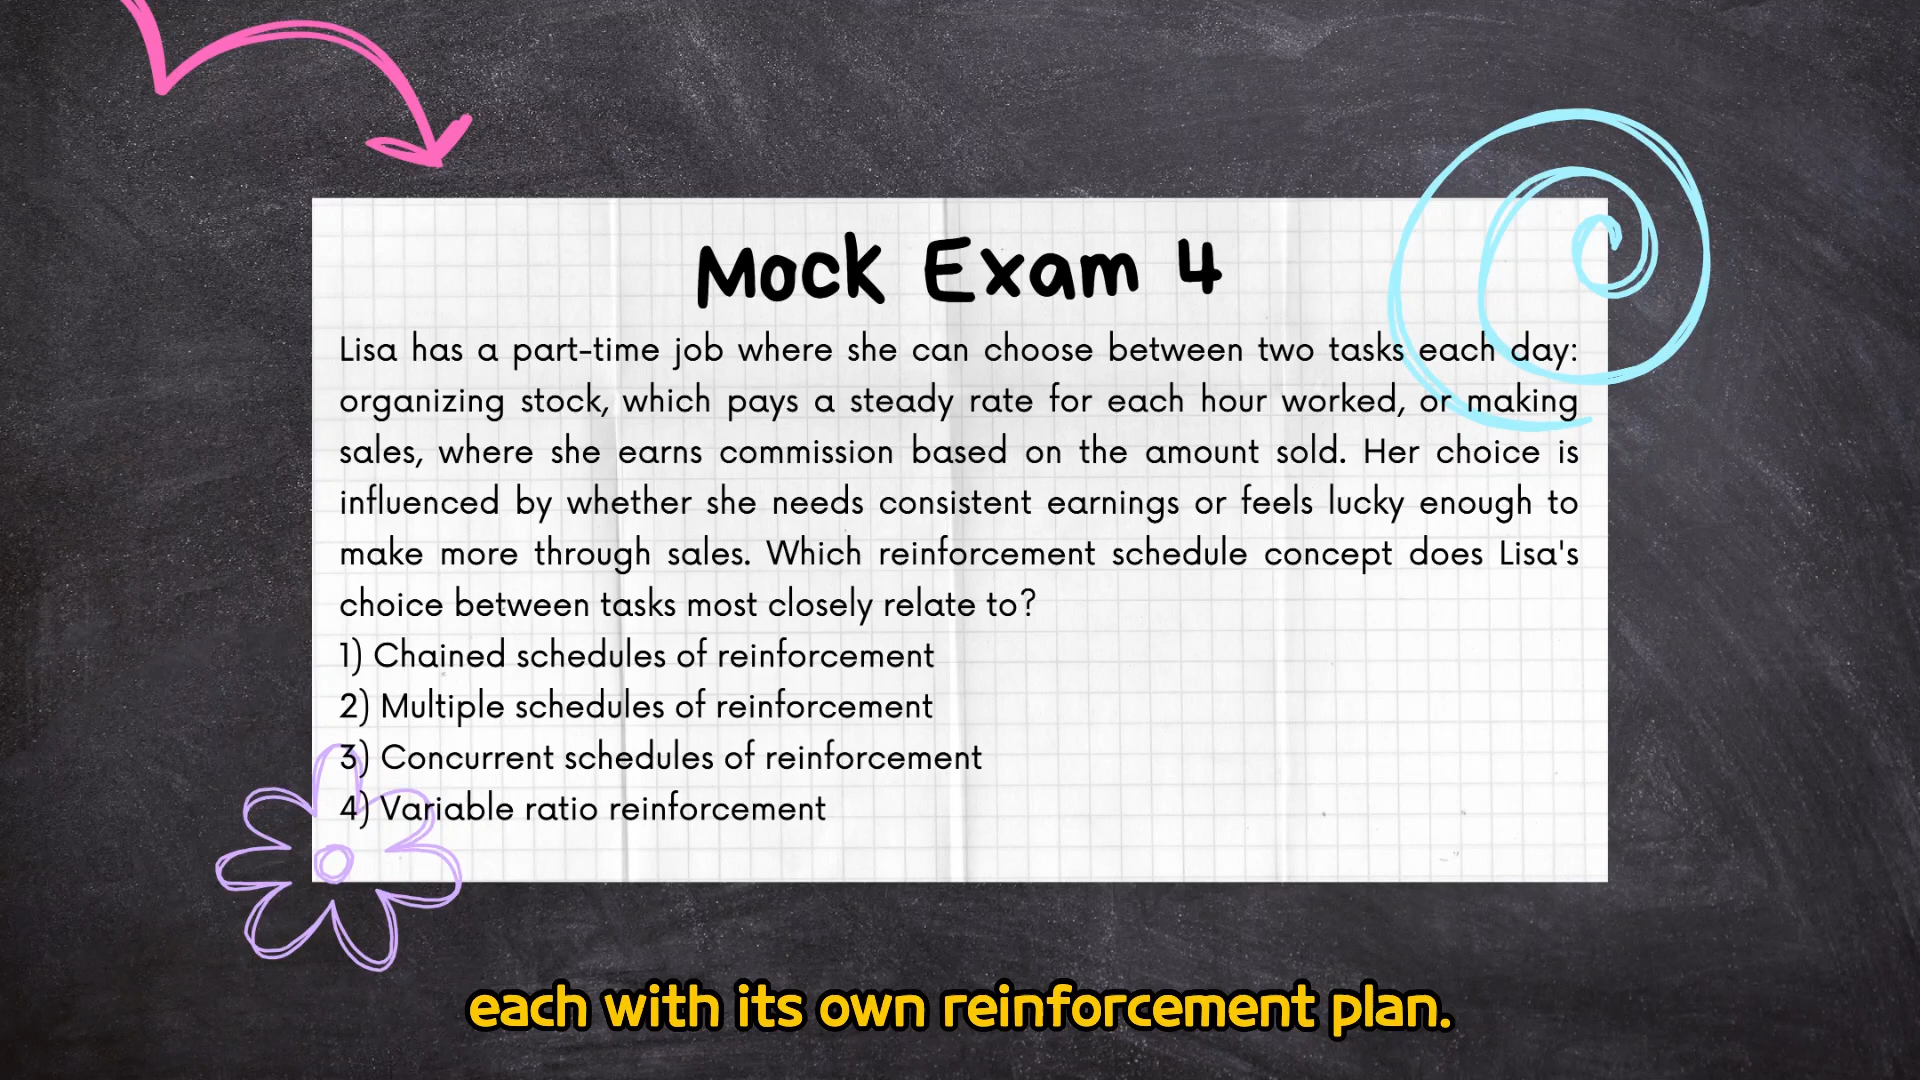 Mock Exam 4
Lisa has a part-time job where she can choose between two tasks each day:
organizing stock, which pays a steady rate for each hour worked, or making
sales, where she earns commission based on the amount sold. Her choice is
influenced by whether she needs consistent earnings or feels lucky enough to
make more through sales. Which reinforcement schedule concept does Lisa's
choice between tasks most closely relate to?
1) Chained schedules of reinforcement
2) Multiple schedules of reinforcement
3) Concurrent schedules of reinforcement
4) Variable ratio reinforcement
each with its own reinforcement plan.